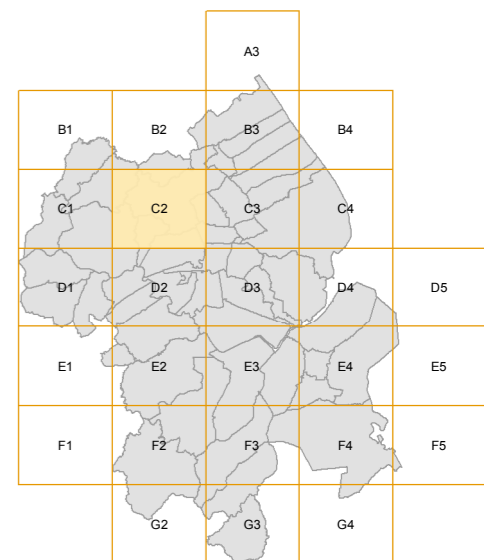 A3
B1 B2 B3 B4
C1 C2 C3 C4
D1 D2 D3 D4 D5
E1 E2 E3 E4 E5
F1 F2 F3 F4 F5
G2 G3 G4